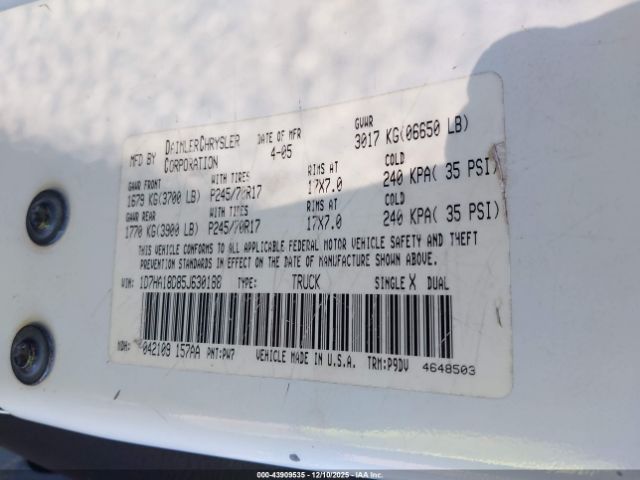 MFD BY DAIMLERCHRYSLER CORPORATION DATE OF MFR 4-05 GVWR 3017 KG(06650 LB)
GAWR FRONT WITH TIRES RIMS AT COLD
1679 KG(3700 LB) P245/70R17 17X7.0 240 KPA( 35 PSI)
GAWR REAR WITH TIRES RIMS AT COLD
1770 KG(3900 LB) P245/70R17 17X7.0 240 KPA( 35 PSI)
THIS VEHICLE CONFORMS TO ALL APPLICABLE FEDERAL MOTOR VEHICLE SAFETY AND THEFT
PREVENTION STANDARDS IN EFFECT ON THE DATE OF MANUFACTURE SHOWN ABOVE.
VIN: 1D7HA18D85J630188 TYPE: TRUCK SINGLE X DUAL
MDH: 042109 157AA PNT:PW7 VEHICLE MADE IN U.S.A. TRM:P9DV 4648503
00-43909535 - 12/10/2025 - IAA Inc.